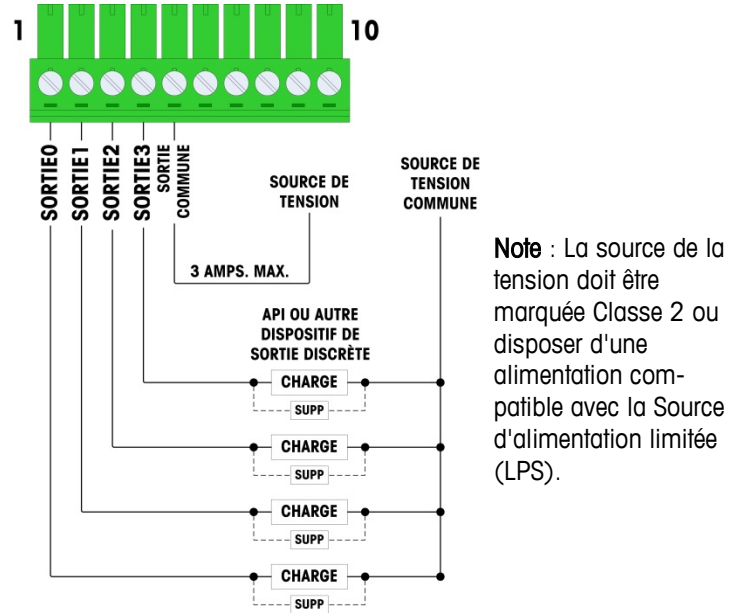 1
10
SORTIE0
SORTIE1
SORTIE2
SORTIE3
SORTIE
COMMUNE
SOURCE DE
TENSION
SOURCE DE
TENSION
COMMUNE
3 AMPS. MAX.
API OU AUTRE
DISPOSITIF DE
SORTIE DISCRÈTE
CHARGE
SUPP
CHARGE
SUPP
CHARGE
SUPP
CHARGE
SUPP
Note : La source de la
tension doit être
marquée Classe 2 ou
disposer d'une
alimentation com-
patible avec la Source
d'alimentation limitée
(LPS).